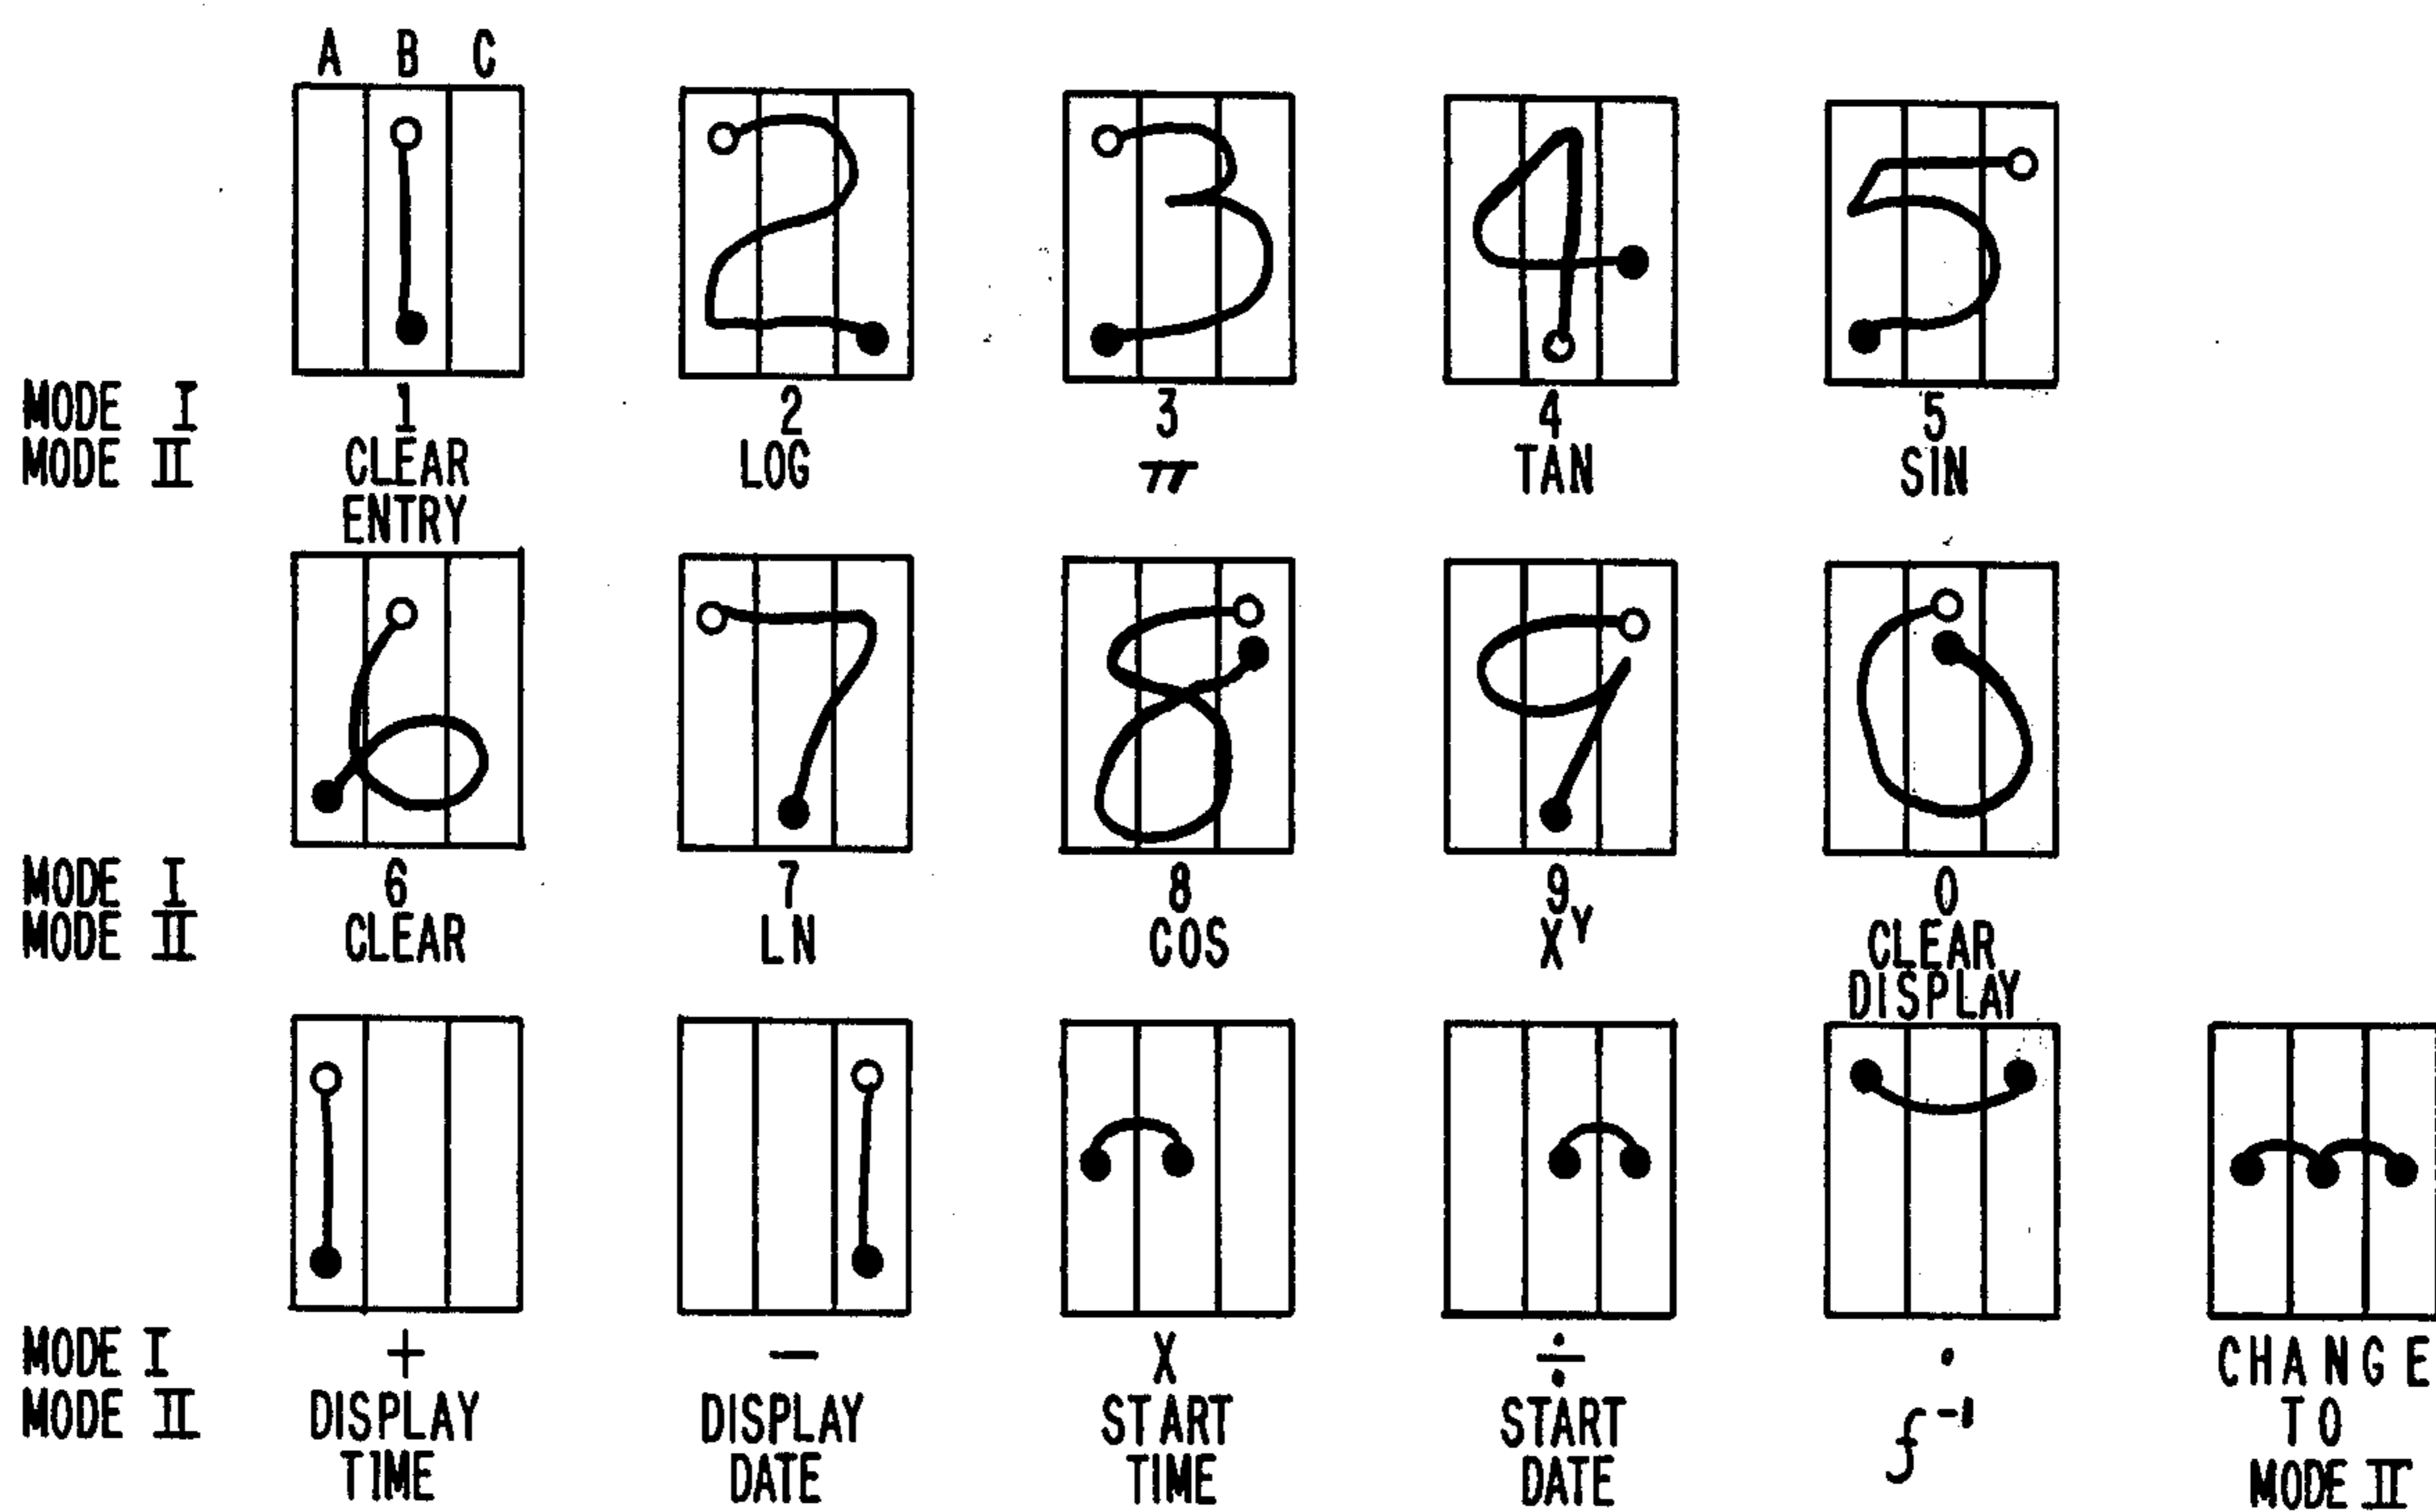 A B C
MODE I 1 2 3 4 5
MODE II CLEAR ENTRY LOG π TAN SIN
MODE I 6 7 8 9 0
MODE II CLEAR LN COS X^Y CLEAR DISPLAY
MODE I + − X ÷ ·
MODE II DISPLAY TIME DISPLAY DATE START TIME START DATE f⁻¹ CHANGE TO MODE II